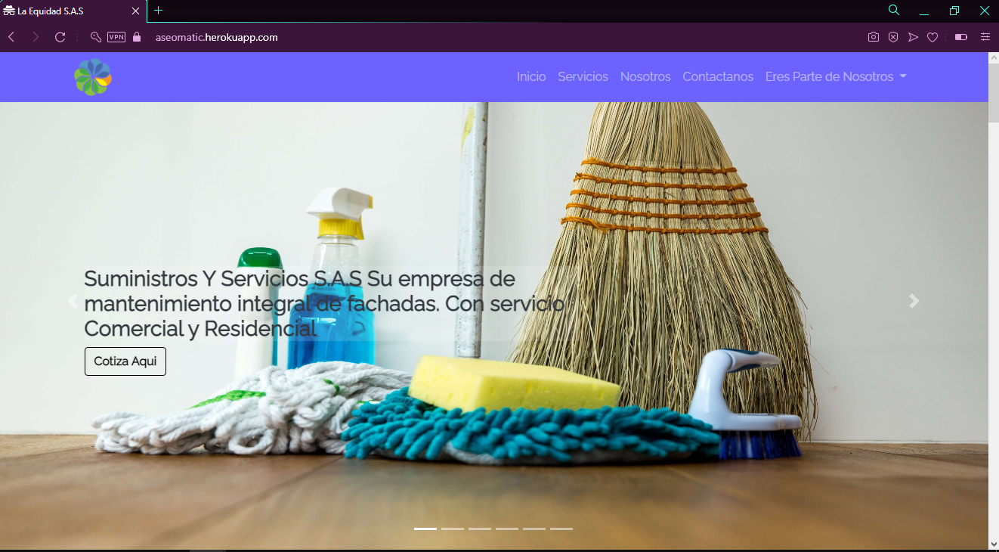 La Equidad S.A.S
VPN
aseomatic.herokuapp.com
Inicio Servicios Nosotros Contactanos Eres Parte de Nosotros
Suministros Y Servicios S.A.S Su empresa de
mantenimiento integral de fachadas. Con servicio
Comercial y Residencial
Cotiza Aqui